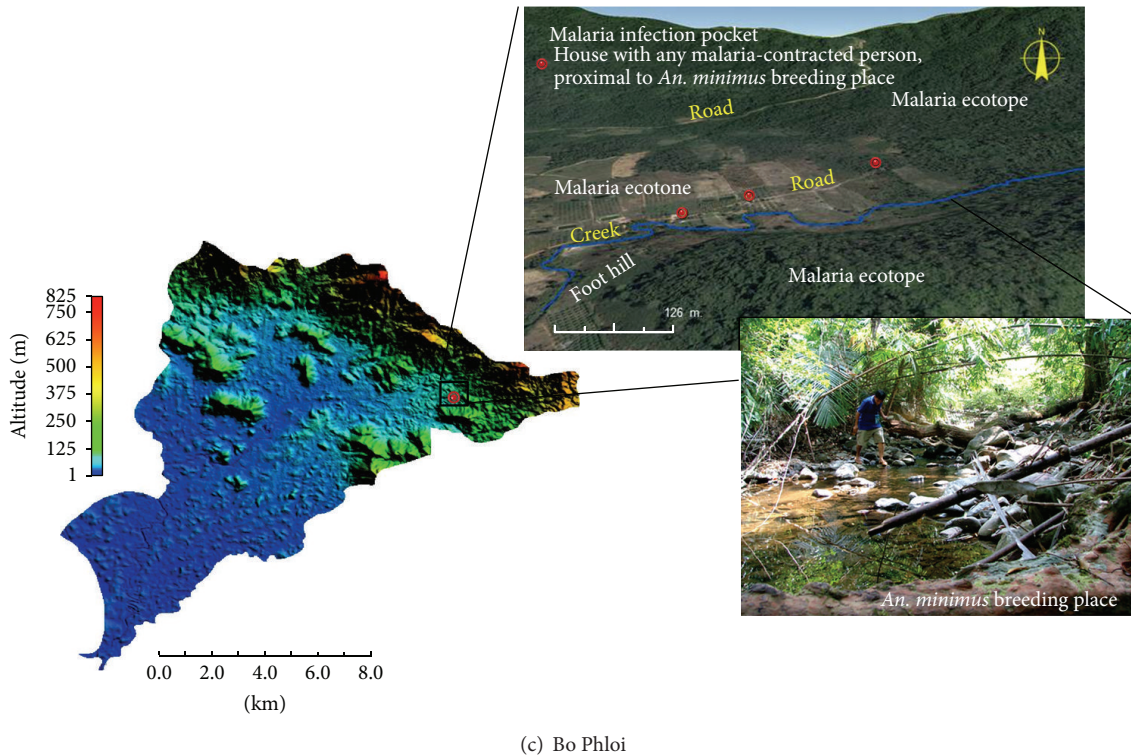 Malaria infection pocket
House with any malaria-contracted person,
proximal to An. minimus breeding place
Road
Malaria ecotope
Malaria ecotone
Road
Creek
Foot hill
Malaria ecotope
126 m.
Altitude (m)
825
750
625
500
375
250
125
1
An. minimus breeding place
0.0 2.0 4.0 6.0 8.0
(km)
(c) Bo Phloi